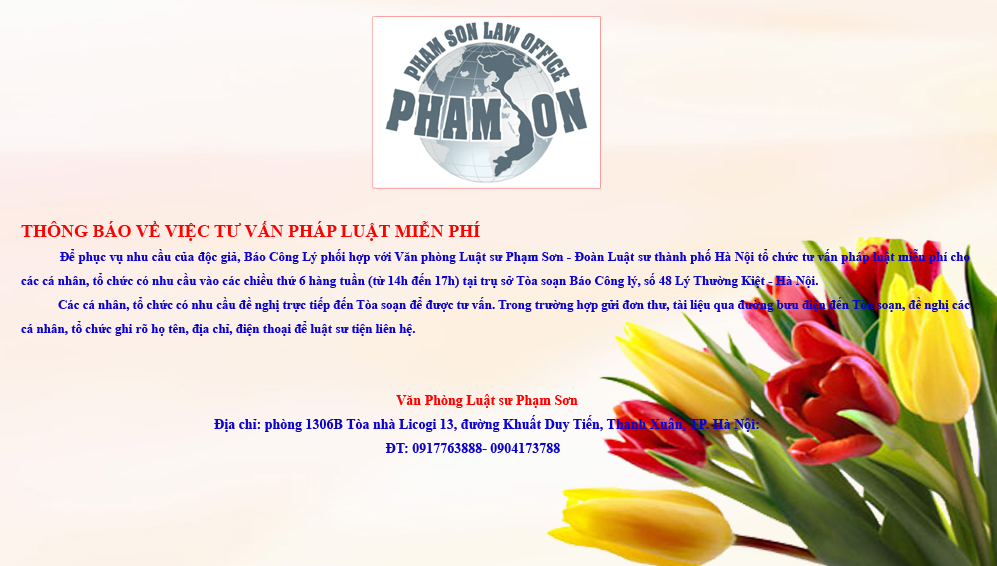 PHAM SON LAW OFFICE
PHAM SON
THÔNG BÁO VỀ VIỆC TƯ VẤN PHÁP LUẬT MIỄN PHÍ
Để phục vụ nhu cầu của độc giả, Báo Công Lý phối hợp với Văn phòng Luật sư Phạm Sơn - Đoàn Luật sư thành phố Hà Nội tổ chức tư vấn pháp luật miễn phí cho
các cá nhân, tổ chức có nhu cầu vào các chiều thứ 6 hàng tuần (từ 14h đến 17h) tại trụ sở Tòa soạn Báo Công lý, số 48 Lý Thường Kiệt - Hà Nội.
Các cá nhân, tổ chức có nhu cầu đề nghị trực tiếp đến Tòa soạn để được tư vấn. Trong trường hợp gửi đơn thư, tài liệu qua đường bưu điện đến Tòa soạn, đề nghị các
cá nhân, tổ chức ghi rõ họ tên, địa chỉ, điện thoại để luật sư tiện liên hệ.
Văn Phòng Luật sư Phạm Sơn
Địa chỉ: phòng 1306B Tòa nhà Licogi 13, đường Khuất Duy Tiến, Thanh Xuân, TP. Hà Nội:
ĐT: 0917763888- 0904173788